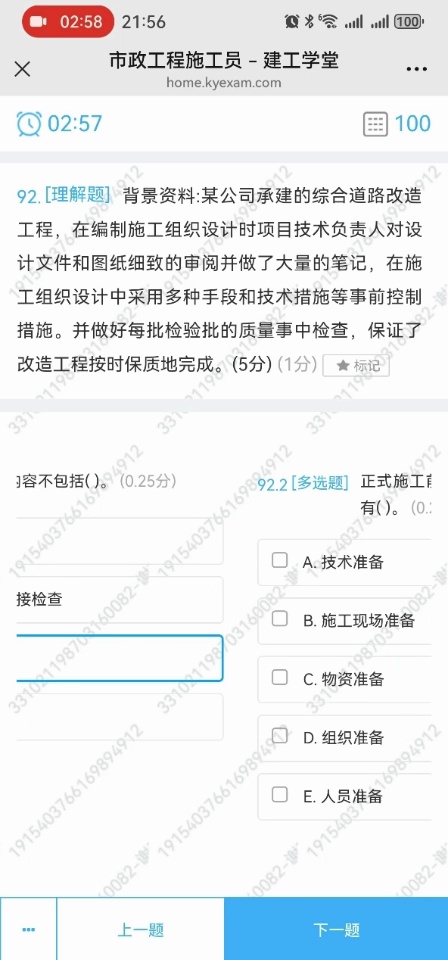 02:58 21:56 6 100
市政工程施工员 – 建工学堂
home.kyexam.com
02:57 100
92. [理解题] 背景资料:某公司承建的综合道路改造
工程，在编制施工组织设计时项目技术负责人对设
计文件和图纸细致的审阅并做了大量的笔记，在施
工组织设计中采用多种手段和技术措施等事前控制
措施。并做好每批检验批的质量事中检查，保证了
改造工程按时保质地完成。(5分) (1分) 标记
容不包括( )。 (0.25分)
接检查
92.2 [多选题] 正式施工前
有( )。 (0.
A. 技术准备
B. 施工现场准备
C. 物资准备
D. 组织准备
E. 人员准备
上一题 下一题